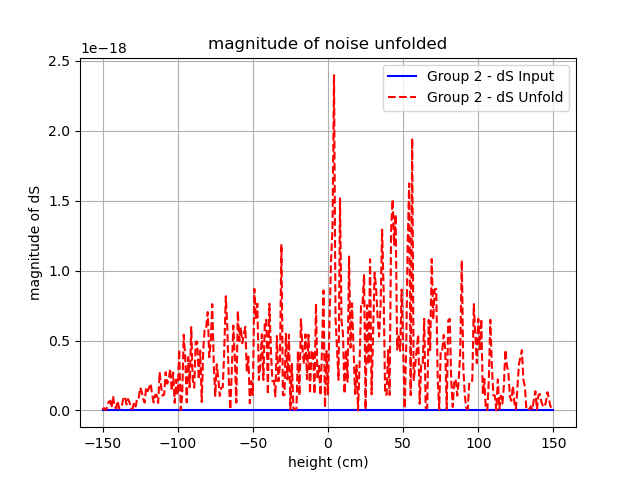 magnitude of noise unfolded
1e−18
2.5
2.0
1.5
1.0
0.5
0.0
magnitude of dS
Group 2 - dS Input
Group 2 - dS Unfold
−150
−100
−50
0
50
100
150
height (cm)